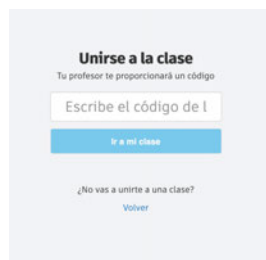 Unirse a la clase
Tu profesor te proporcionará un código
Escribe el código de l
Ir a mi clase
¿No vas a unirte a una clase?
Volver